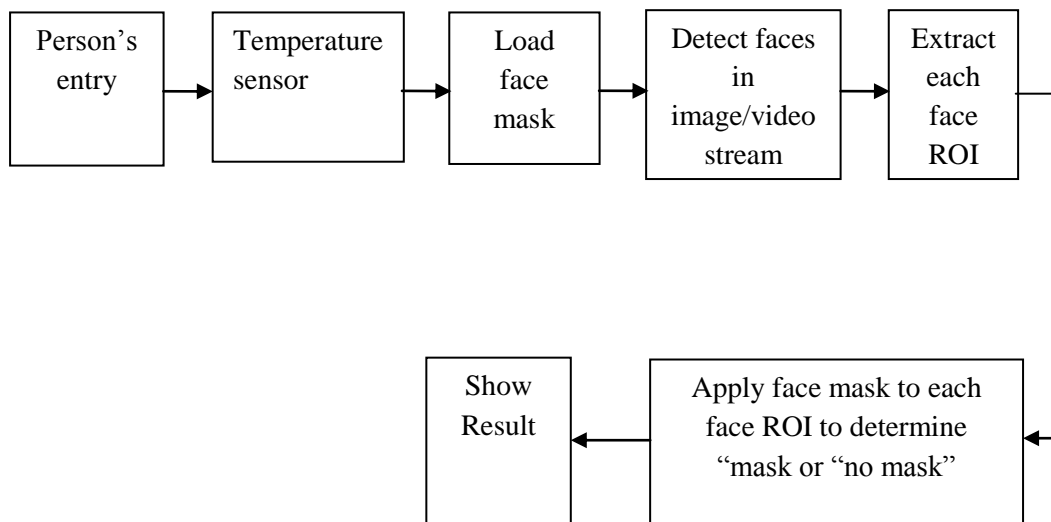 Person’s
entry
Temperature
sensor
Load
face
mask
Detect faces
in
image/video
stream
Extract
each
face
ROI
Show
Result
Apply face mask to each
face ROI to determine
“mask or “no mask”